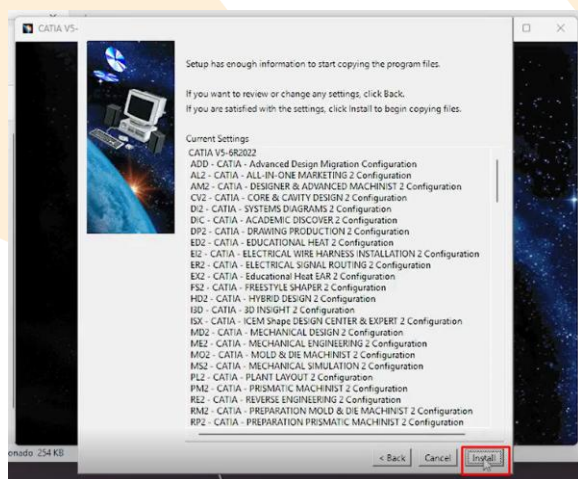 CATIA V5-
Setup has enough information to start copying the program files.
If you want to review or change any settings, click Back.
If you are satisfied with the settings, click Install to begin copying files.
Current Settings
CATIA V5-6R2022
ADD - CATIA - Advanced Design Migration Configuration
AL2 - CATIA - ALL-IN-ONE MARKETING 2 Configuration
AM2 - CATIA - DESIGNER & ADVANCED MACHINIST 2 Configuration
CV2 - CATIA - CORE & CAVITY DESIGN 2 Configuration
DI2 - CATIA - SYSTEMS DIAGRAMS 2 Configuration
DIC - CATIA - ACADEMIC DISCOVER 2 Configuration
DP2 - CATIA - DRAWING PRODUCTION 2 Configuration
ED2 - CATIA - EDUCATIONAL HEAT 2 Configuration
EI2 - CATIA - ELECTRICAL WIRE HARNESS INSTALLATION 2 Configuration
ER2 - CATIA - ELECTRICAL SIGNAL ROUTING 2 Configuration
EX2 - CATIA - Educational Heat EAR 2 Configuration
FS2 - CATIA - FREESTYLE SHAPER 2 Configuration
HD2 - CATIA - HYBRID DESIGN 2 Configuration
I3D - CATIA - 3D INSIGHT 2 Configuration
ISX - CATIA - ICEM Shape DESIGN CENTER & EXPERT 2 Configuration
MD2 - CATIA - MECHANICAL DESIGN 2 Configuration
ME2 - CATIA - MECHANICAL ENGINEERING 2 Configuration
MO2 - CATIA - MOLD & DIE MACHINIST 2 Configuration
MS2 - CATIA - MECHANICAL SIMULATION 2 Configuration
PL2 - CATIA - PLANT LAYOUT 2 Configuration
PM2 - CATIA - PRISMATIC MACHINIST 2 Configuration
RE2 - CATIA - REVERSE ENGINEERING 2 Configuration
RM2 - CATIA - PREPARATION MOLD & DIE MACHINIST 2 Configuration
RP2 - CATIA - PREPARATION PRISMATIC MACHINIST 2 Configuration
onado 254 KB
< Back Cancel Install